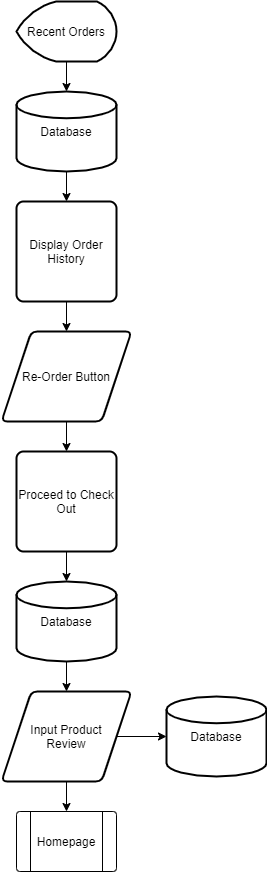 Recent Orders
Database
Display Order
History
Re-Order Button
Proceed to Check
Out
Database
Input Product
Review
Database
Homepage